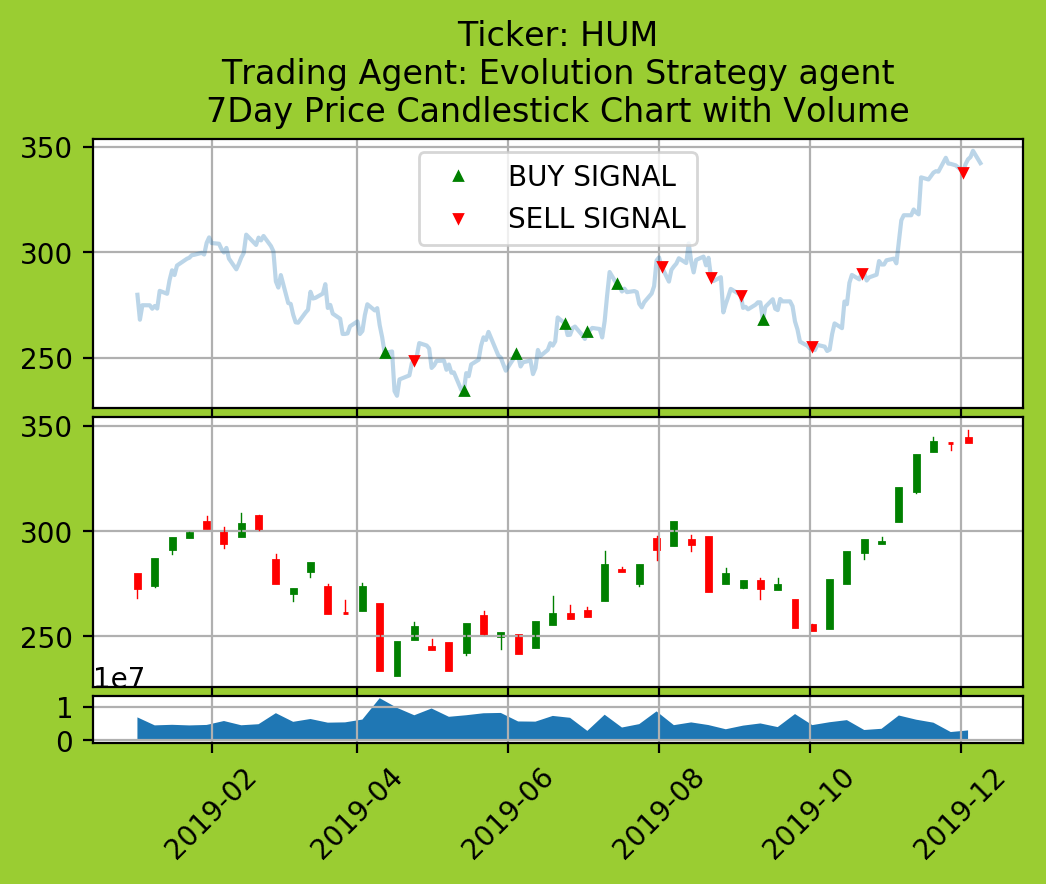 Ticker: HUM
Trading Agent: Evolution Strategy agent
7Day Price Candlestick Chart with Volume
350
BUY SIGNAL
SELL SIGNAL
300
250
350
300
250
1e7
1
0
2019-02
2019-04
2019-06
2019-08
2019-10
2019-12